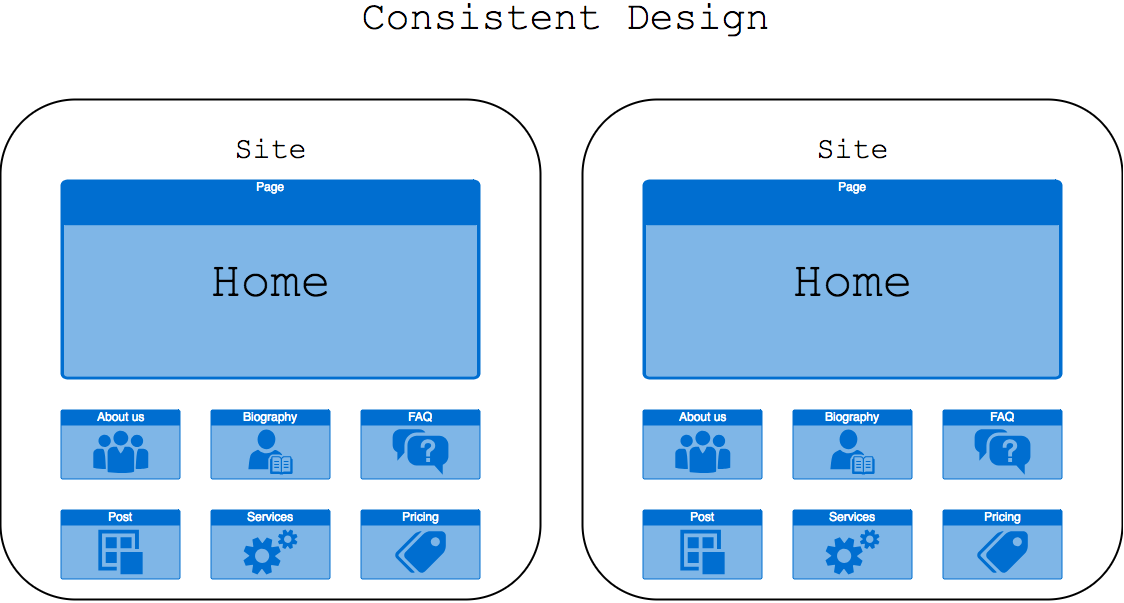 Consistent Design
Site
Page
Home
About us
Biography
FAQ
?
Post
Services
Pricing
Site
Page
Home
About us
Biography
FAQ
?
Post
Services
Pricing